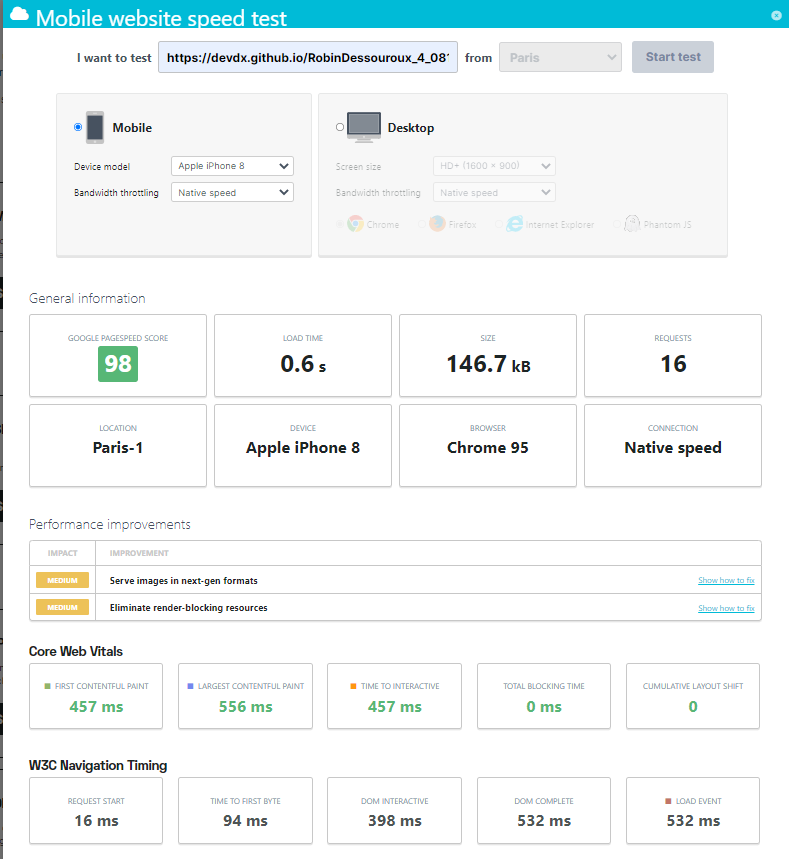 Mobile website speed test
I want to test https://devdx.github.io/RobinDessouroux_4_081 from Paris Start test
Mobile
Device model Apple iPhone 8
Bandwidth throttling Native speed
Desktop
Screen size HD+ (1600 × 900)
Bandwidth throttling Native speed
Chrome Firefox Internet Explorer Phantom JS
General information
GOOGLE PAGESPEED SCORE
98
LOAD TIME
0.6 s
SIZE
146.7 kB
REQUESTS
16
LOCATION
Paris-1
DEVICE
Apple iPhone 8
BROWSER
Chrome 95
CONNECTION
Native speed
Performance improvements
IMPACT IMPROVEMENT
MEDIUM Serve images in next-gen formats Show how to fix
MEDIUM Eliminate render-blocking resources Show how to fix
Core Web Vitals
FIRST CONTENTFUL PAINT
457 ms
LARGEST CONTENTFUL PAINT
556 ms
TIME TO INTERACTIVE
457 ms
TOTAL BLOCKING TIME
0 ms
CUMULATIVE LAYOUT SHIFT
0
W3C Navigation Timing
REQUEST START
16 ms
TIME TO FIRST BYTE
94 ms
DOM INTERACTIVE
398 ms
DOM COMPLETE
532 ms
LOAD EVENT
532 ms